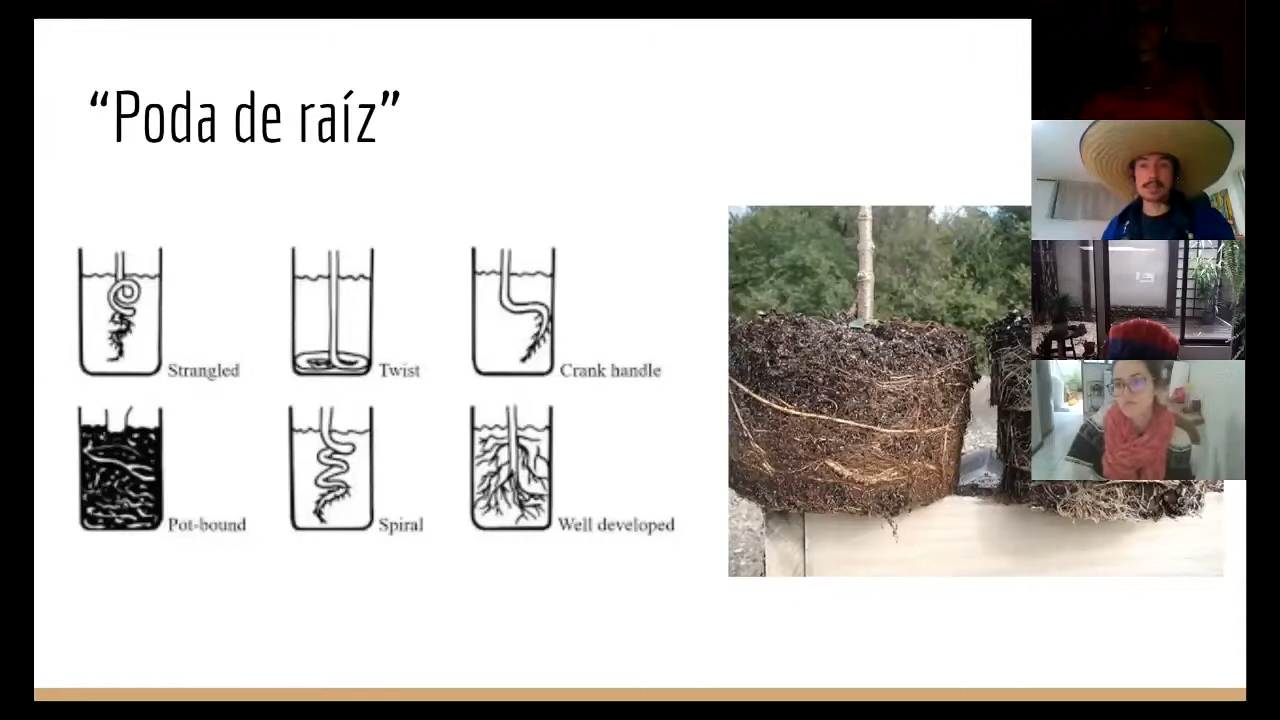 “Poda de raíz”
Strangled
Twist
Crank handle
Pot-bound
Spiral
Well developed